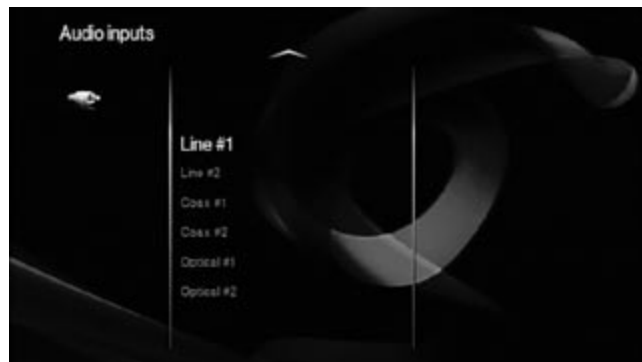 Audio inputs
Line #1
Line #2
Coax #1
Coax #2
Optical #1
Optical #2